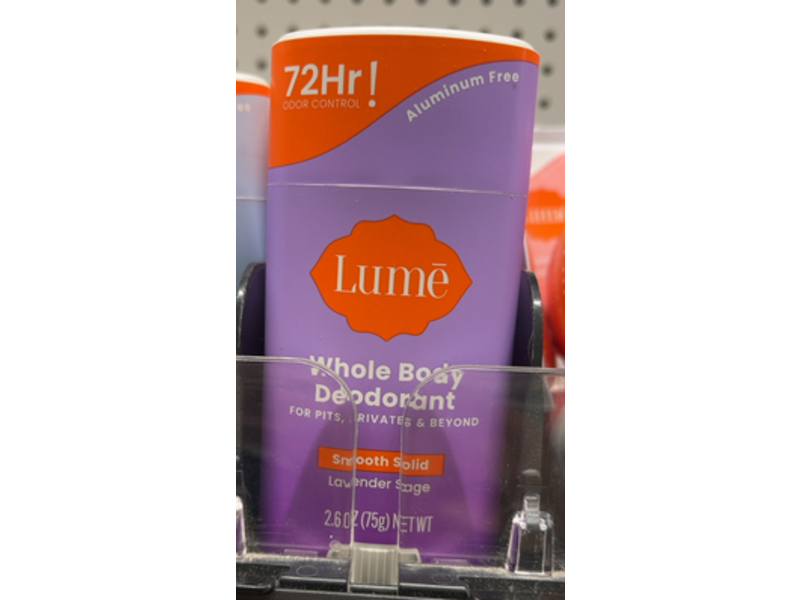 72Hr!
ODOR CONTROL
Aluminum Free
Lumē
Whole Body
Deodorant
FOR PITS, PRIVATES & BEYOND
Smooth Solid
Lavender Sage
2.6 OZ (75g) NET WT